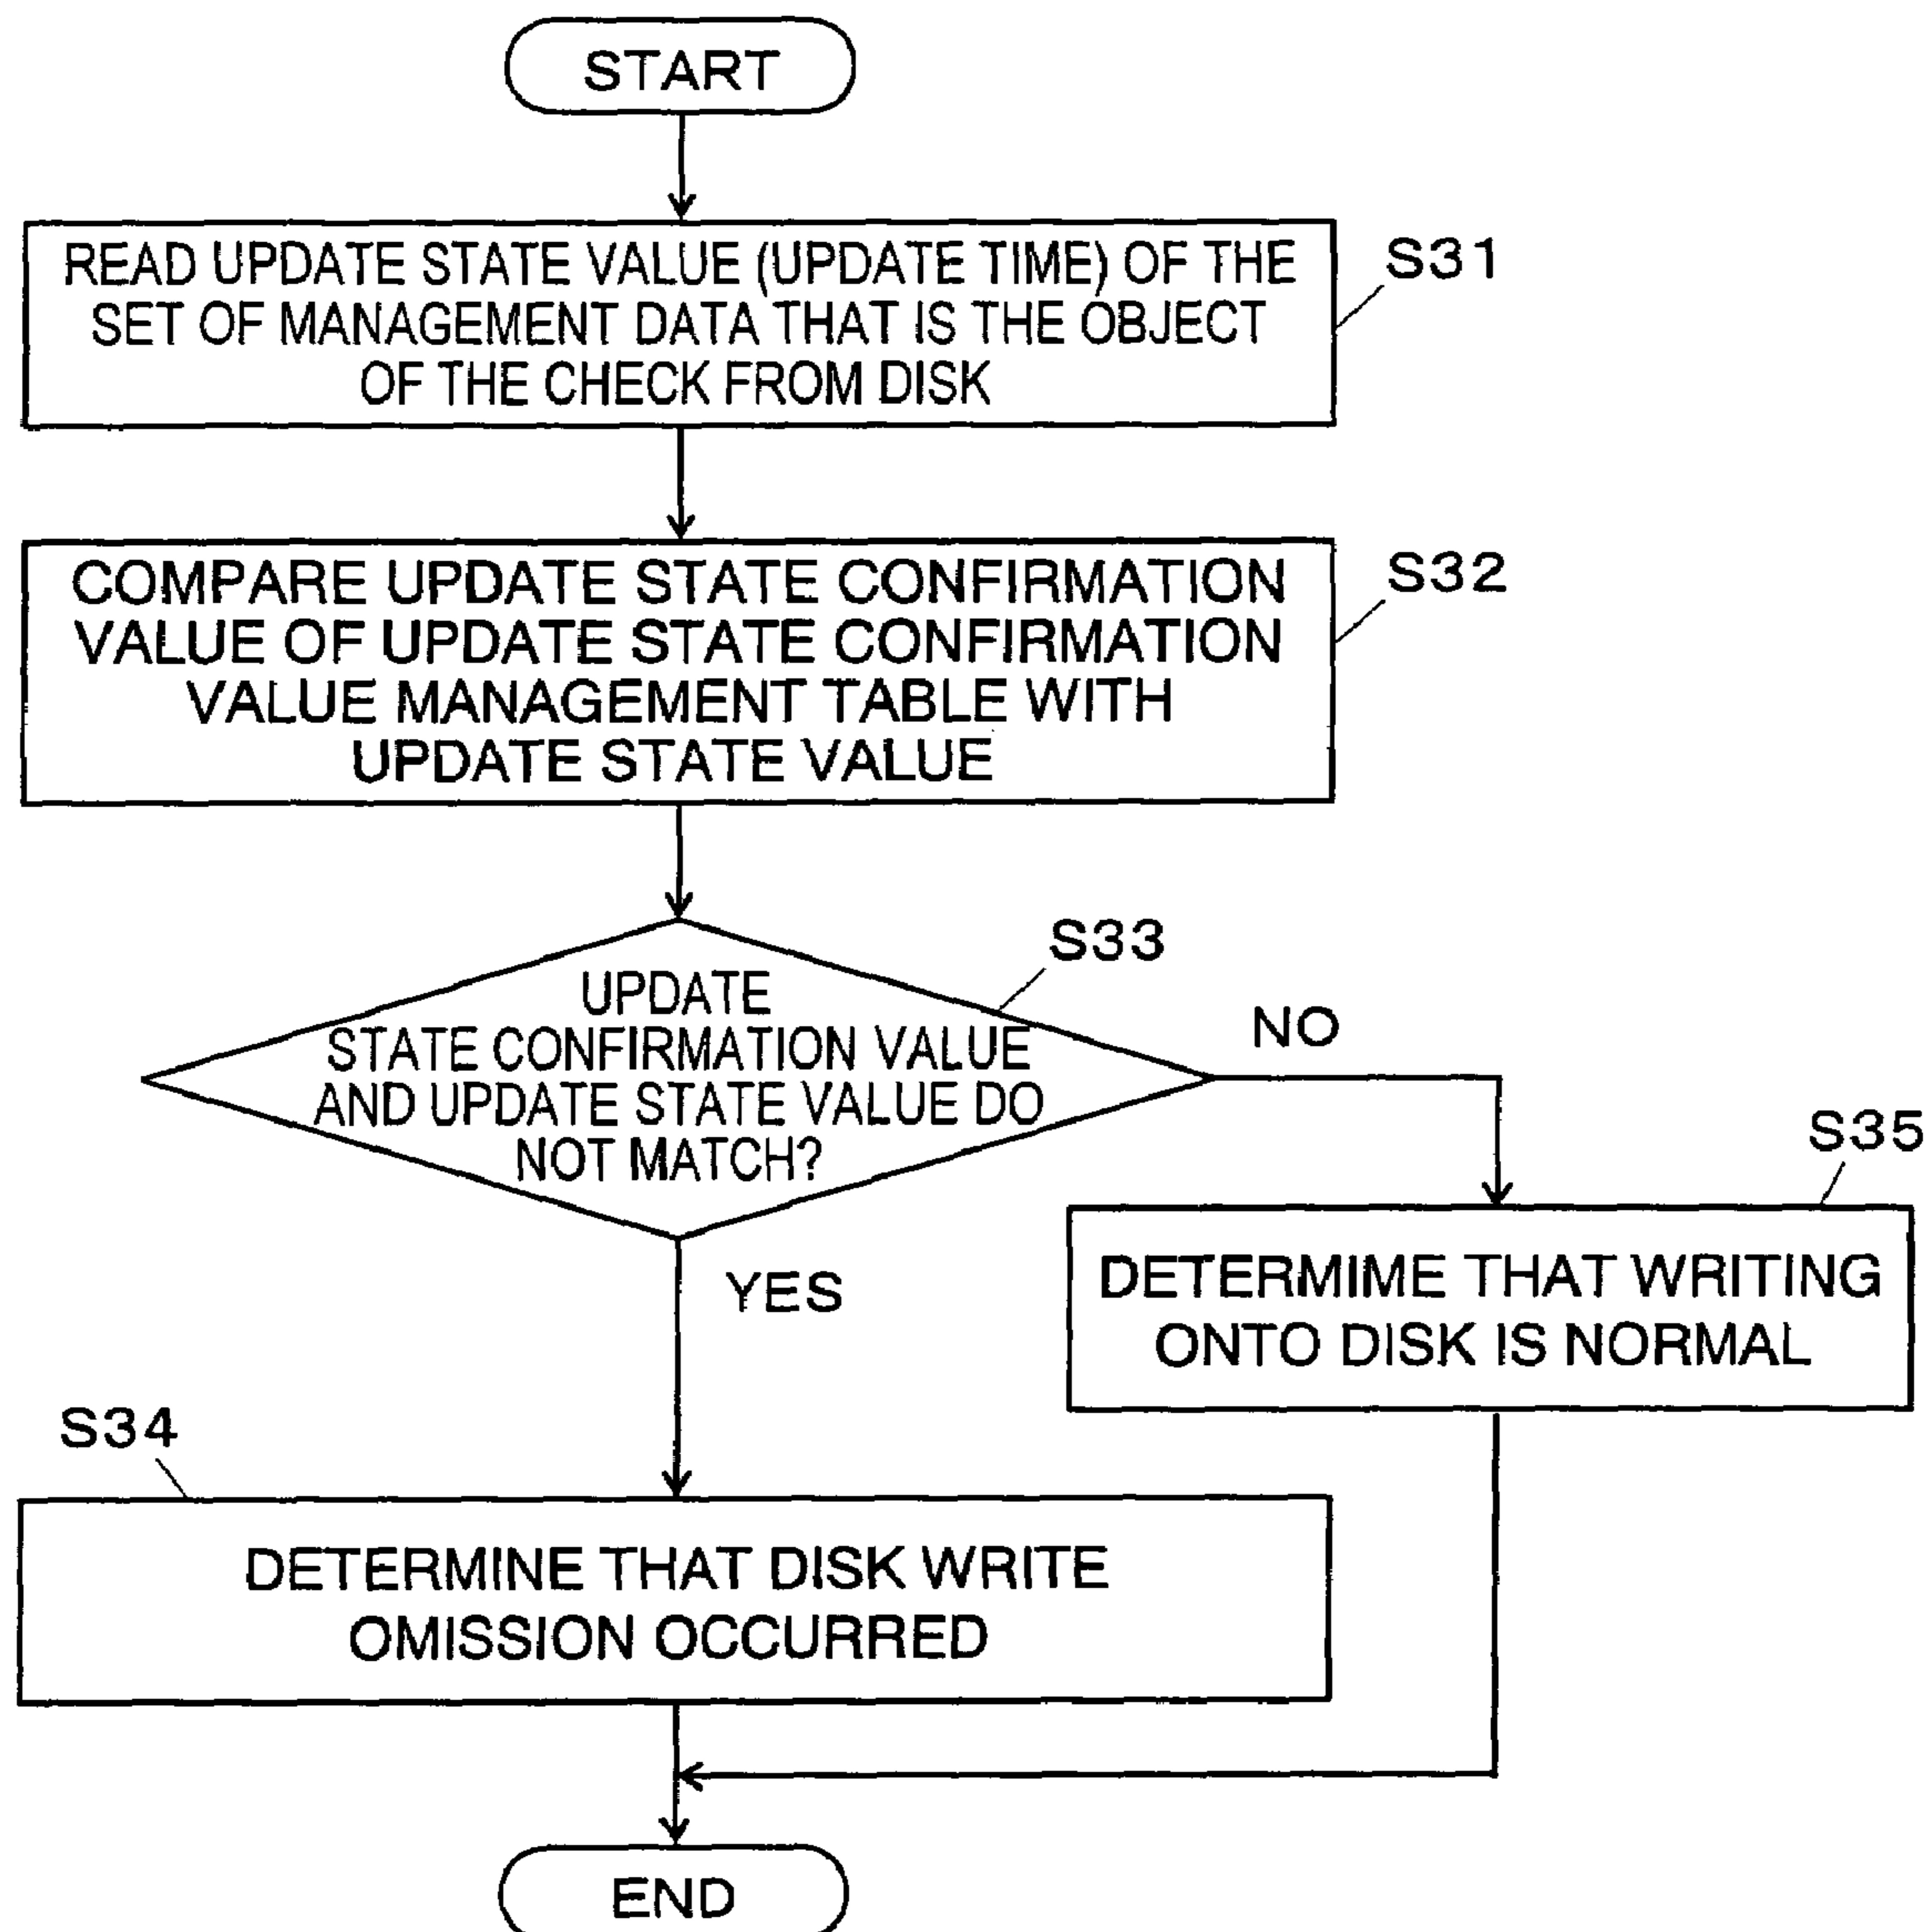 START
READ UPDATE STATE VALUE (UPDATE TIME) OF THE
SET OF MANAGEMENT DATA THAT IS THE OBJECT
OF THE CHECK FROM DISK
S31
COMPARE UPDATE STATE CONFIRMATION
VALUE OF UPDATE STATE CONFIRMATION
VALUE MANAGEMENT TABLE WITH
UPDATE STATE VALUE
S32
S33
UPDATE
STATE CONFIRMATION VALUE
AND UPDATE STATE VALUE DO
NOT MATCH?
NO
YES
S35
DETERMIME THAT WRITING
ONTO DISK IS NORMAL
S34
DETERMINE THAT DISK WRITE
OMISSION OCCURRED
END